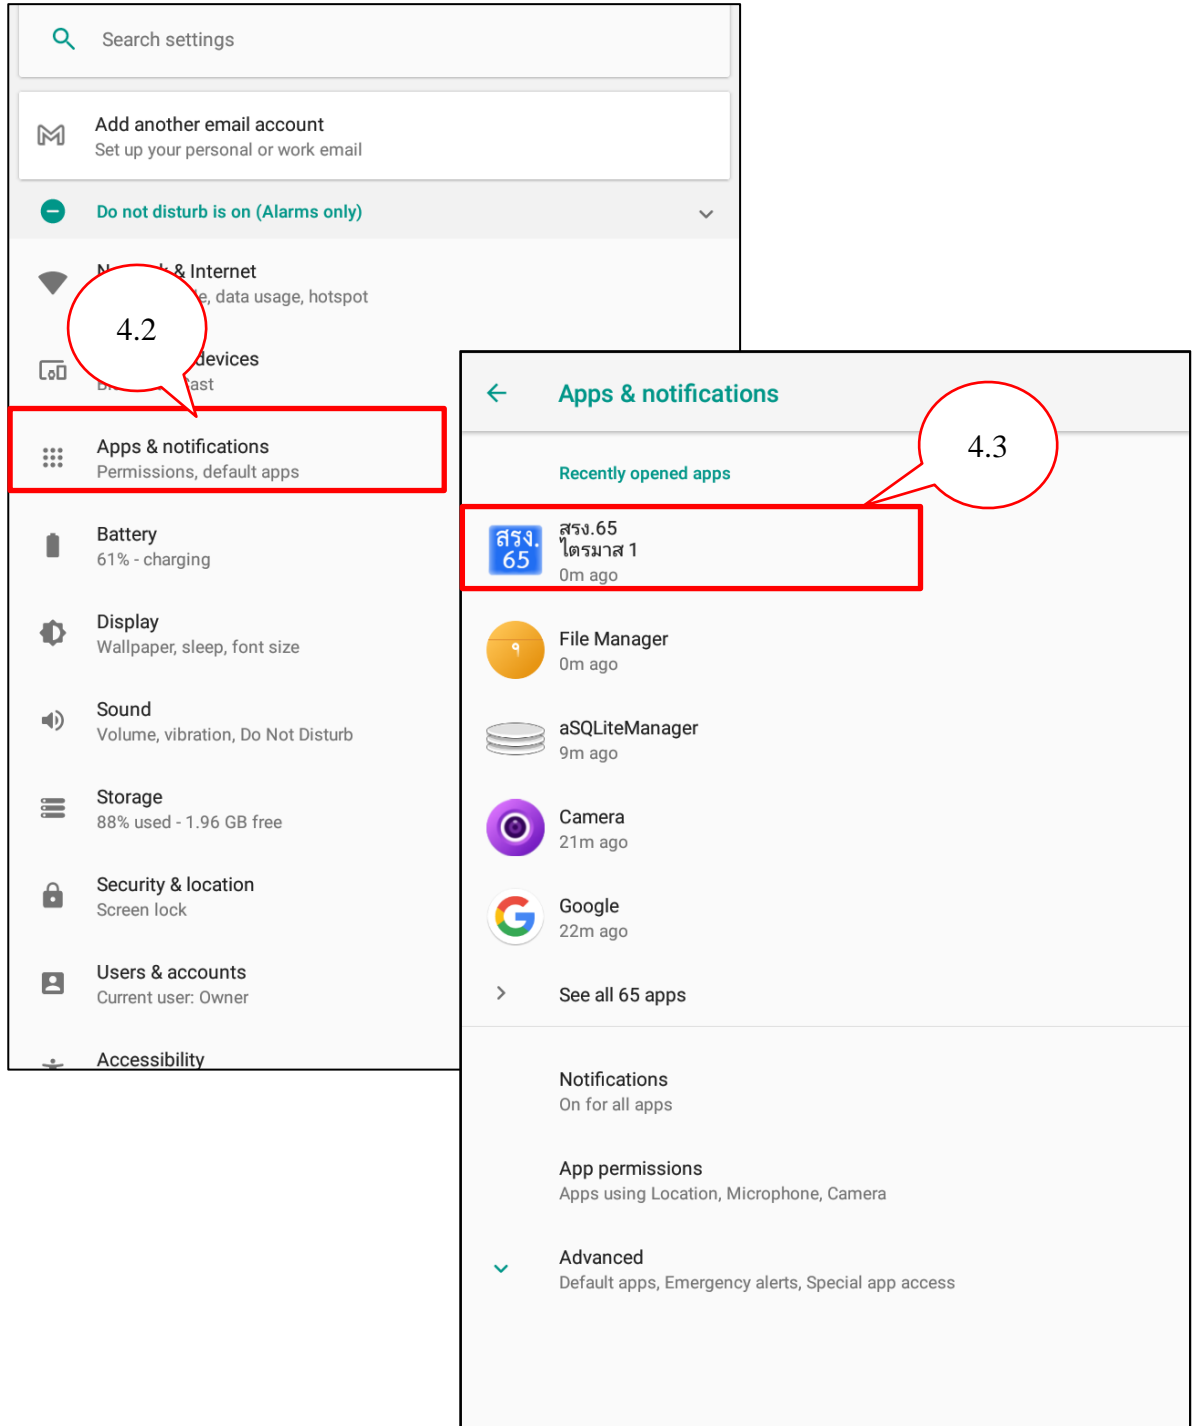 Search settings
Add another email account
Set up your personal or work email
Do not disturb is on (Alarms only)
& Internet
data usage, hotspot
4.2
devices
Apps & notifications
Permissions, default apps
Battery
61% - charging
Display
Wallpaper, sleep, font size
Sound
Volume, vibration, Do Not Disturb
Storage
88% used - 1.96 GB free
Security & location
Screen lock
Users & accounts
Current user: Owner
Accessibility
Apps & notifications
4.3
Recently opened apps
สรง.
65
สรง.65
ไตรมาส 1
0m ago
File Manager
0m ago
aSQLiteManager
9m ago
Camera
21m ago
Google
22m ago
See all 65 apps
Notifications
On for all apps
App permissions
Apps using Location, Microphone, Camera
Advanced
Default apps, Emergency alerts, Special app access